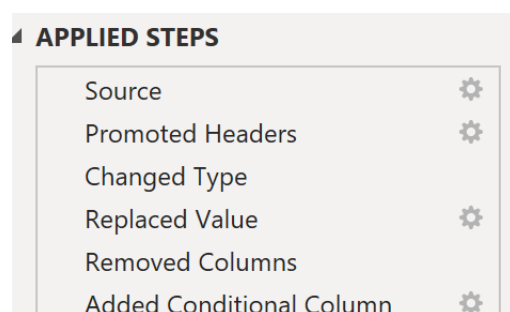 APPLIED STEPS
Source
Promoted Headers
Changed Type
Replaced Value
Removed Columns
Added Conditional Column